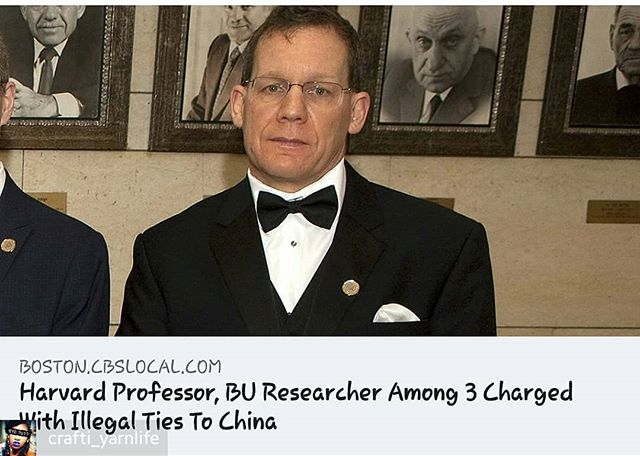 BOSTON.CBSLOCAL.COM
Harvard Professor, BU Researcher Among 3 Charged
With Illegal Ties To China
crafti_yarnlife